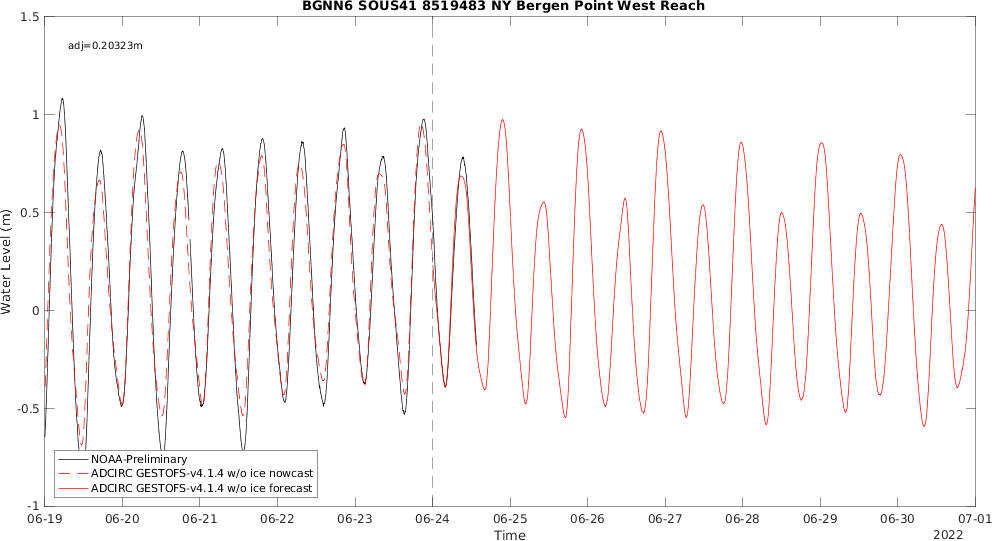 BGNN6 SOUS41 8519483 NY Bergen Point West Reach
1.5
adj=0.20323m
1
0.5
0
-0.5
-1
Water Level (m)
NOAA-Preliminary
ADCIRC GESTOFS-v4.1.4 w/o ice nowcast
ADCIRC GESTOFS-v4.1.4 w/o ice forecast
06-19 06-20 06-21 06-22 06-23 06-24 06-25 06-26 06-27 06-28 06-29 06-30 07-01
Time
2022